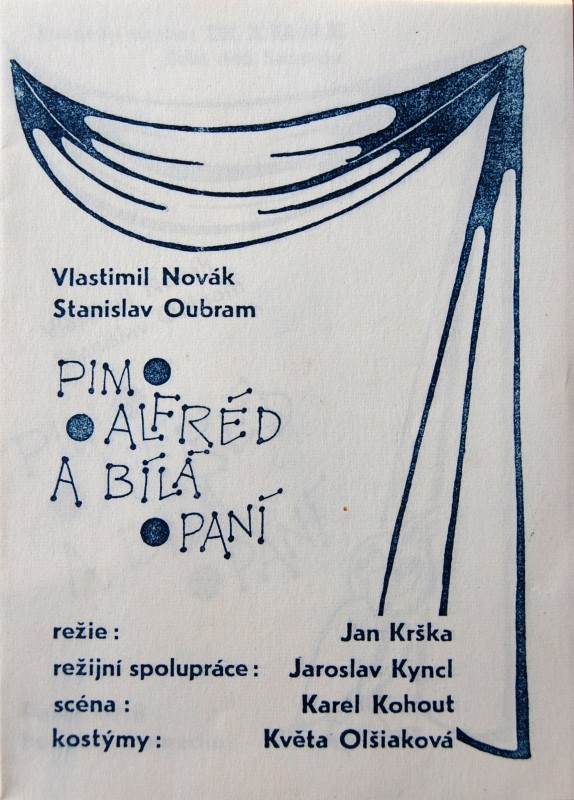 Vlastimil Novák
Stanislav Oubram
PIM
ALFRÉD
A BÍLÁ
PANÍ
režie : Jan Krška
režijní spolupráce : Jaroslav Kyncl
scéna : Karel Kohout
kostýmy : Květa Olšiaková